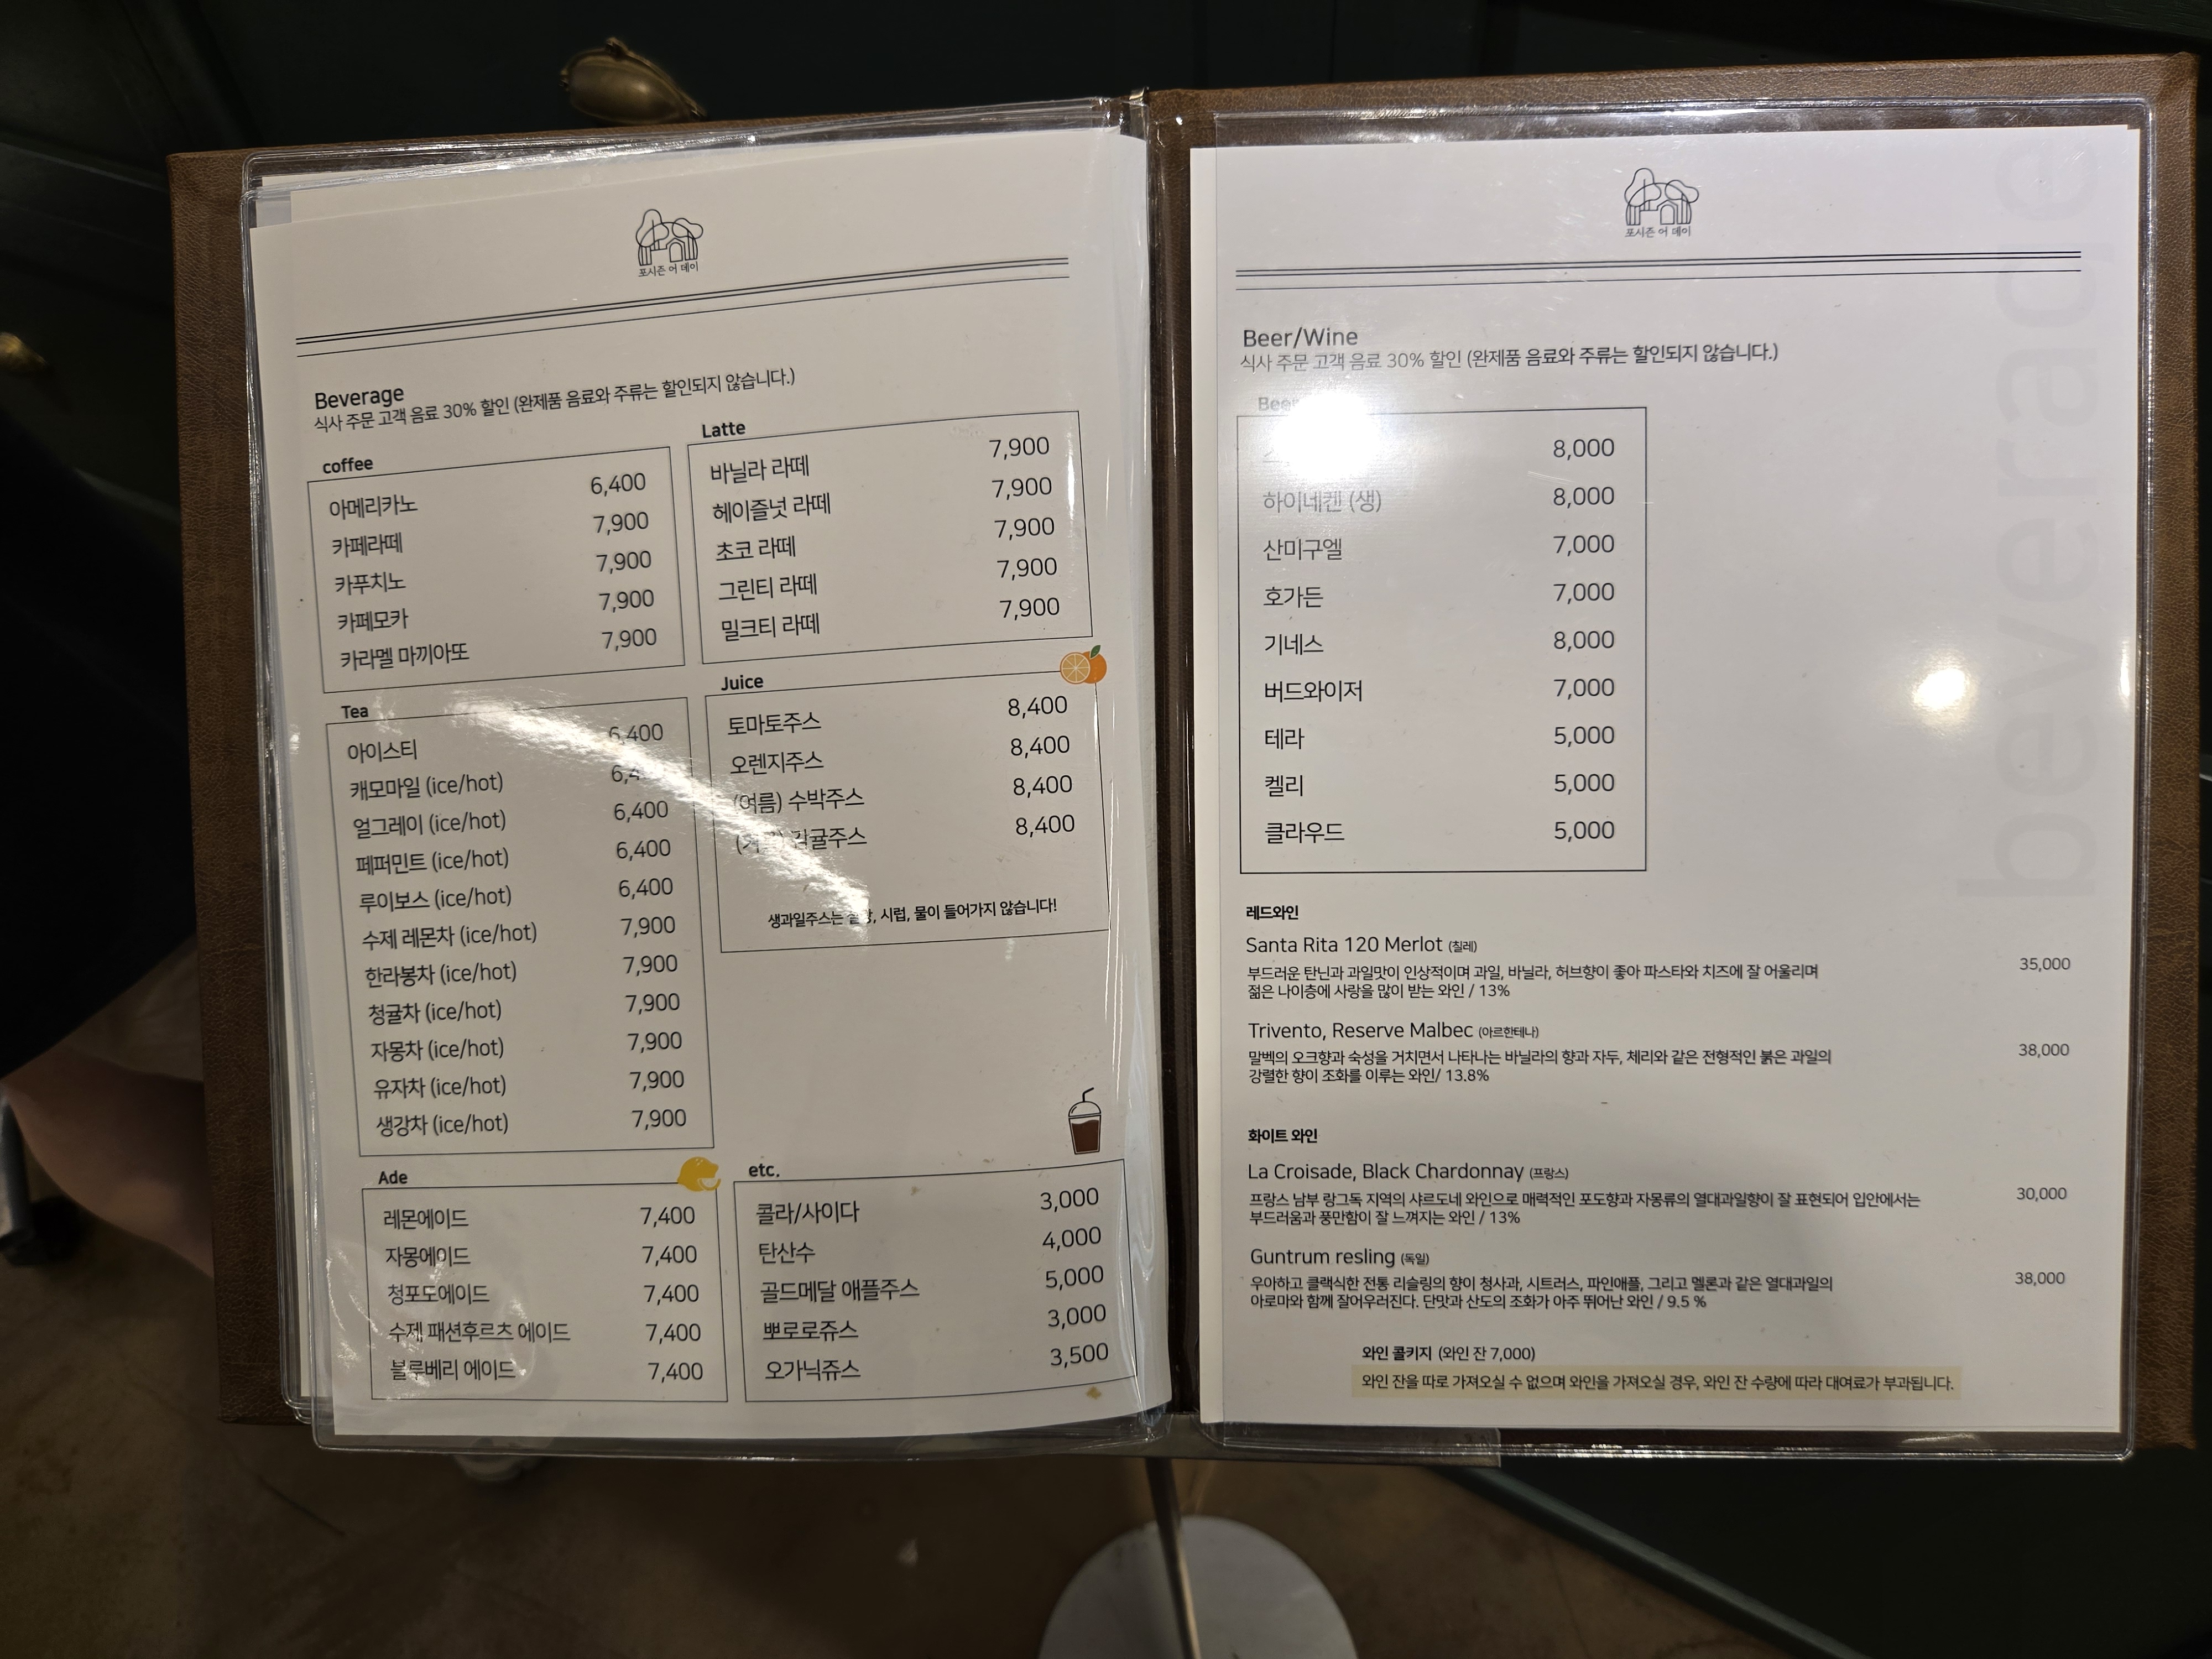 포시즌 어 데이
Beverage
식사 주문 고객 음료 30% 할인 (완제품 음료와 주류는 할인되지 않습니다.)
coffee
아메리카노 6,400
카페라떼 7,900
카푸치노 7,900
카페모카 7,900
카라멜 마끼아또 7,900
Latte
바닐라 라떼 7,900
헤이즐넛 라떼 7,900
초코 라떼 7,900
그린티 라떼 7,900
밀크티 라떼 7,900
Tea
아이스티 6,400
캐모마일 (ice/hot)
얼그레이 (ice/hot) 6,400
페퍼민트 (ice/hot) 6,400
루이보스 (ice/hot) 6,400
수제 레몬차 (ice/hot) 7,900
한라봉차 (ice/hot) 7,900
청귤차 (ice/hot) 7,900
자몽차 (ice/hot) 7,900
유자차 (ice/hot) 7,900
생강차 (ice/hot) 7,900
Juice
토마토주스 8,400
오렌지주스 8,400
(여름) 수박주스 8,400
8,400
생과일주스는 시럽, 물이 들어가지 않습니다!
Ade
레몬에이드 7,400
자몽에이드 7,400
청포도에이드 7,400
수제 패션후르츠 에이드 7,400
블루베리 에이드 7,400
etc.
콜라/사이다 3,000
탄산수 4,000
골드메달 애플주스 5,000
뽀로로쥬스 3,000
오가닉쥬스 3,500
포시즌 어 데이
Beer/Wine
식사 주문 고객 음료 30% 할인 (완제품 음료와 주류는 할인되지 않습니다.)
8,000
하이네켄 (생) 8,000
산미구엘 7,000
호가든 7,000
기네스 8,000
버드와이저 7,000
테라 5,000
켈리 5,000
클라우드 5,000
레드와인
Santa Rita 120 Merlot (칠레)
부드러운 탄닌과 과일맛이 인상적이며 과일, 바닐라, 허브향이 좋아 파스타와 치즈에 잘 어울리며 35,000
젊은 나이층에 사랑을 많이 받는 와인 / 13%
Trivento, Reserve Malbec (아르헨테나)
말벡의 오크향과 숙성을 거치면서 나타나는 바닐라의 향과 자두, 체리와 같은 전형적인 붉은 과일의 38,000
강렬한 향이 조화를 이루는 와인/ 13.8%
화이트 와인
La Croisade, Black Chardonnay (프랑스)
프랑스 남부 랑그독 지역의 샤르도네 와인으로 매력적인 포도향과 자몽류의 열대과일향이 잘 표현되어 입안에서는 30,000
부드러움과 풍만함이 잘 느껴지는 와인 / 13%
Guntrum resling (독일)
우아하고 클랙식한 전통 리슬링의 향이 청사과, 시트러스, 파인애플, 그리고 멜론과 같은 열대과일의 38,000
아로마와 함께 잘어우러진다. 단맛과 산도의 조화가 아주 뛰어난 와인 / 9.5 %
와인 콜키지 (와인 잔 7,000)
와인 잔을 따로 가져오실 수 없으며 와인을 가져오실 경우, 와인 잔 수량에 따라 대여료가 부과됩니다.
beverade